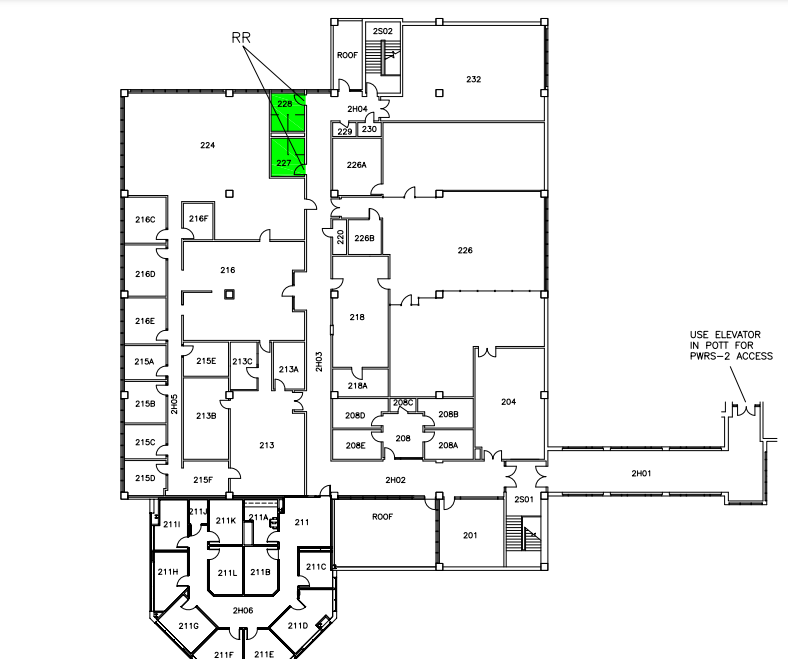 2S02
RR
ROOF
232
228
2H04
229
230
224
227
226A
216C
216F
220
226B
226
216
216D
216E
218
USE ELEVATOR
IN POTT FOR
PWRS-2 ACCESS
215A
215E
213C
213A
2H03
218A
215B
2H05
213B
208C
208D
208B
204
215C
213
208E
208
208A
215D
215F
2H02
2H01
2S01
211I
211J
211K
211A
211
ROOF
201
211H
211L
211B
211C
2H06
211G
211D
211F
211E